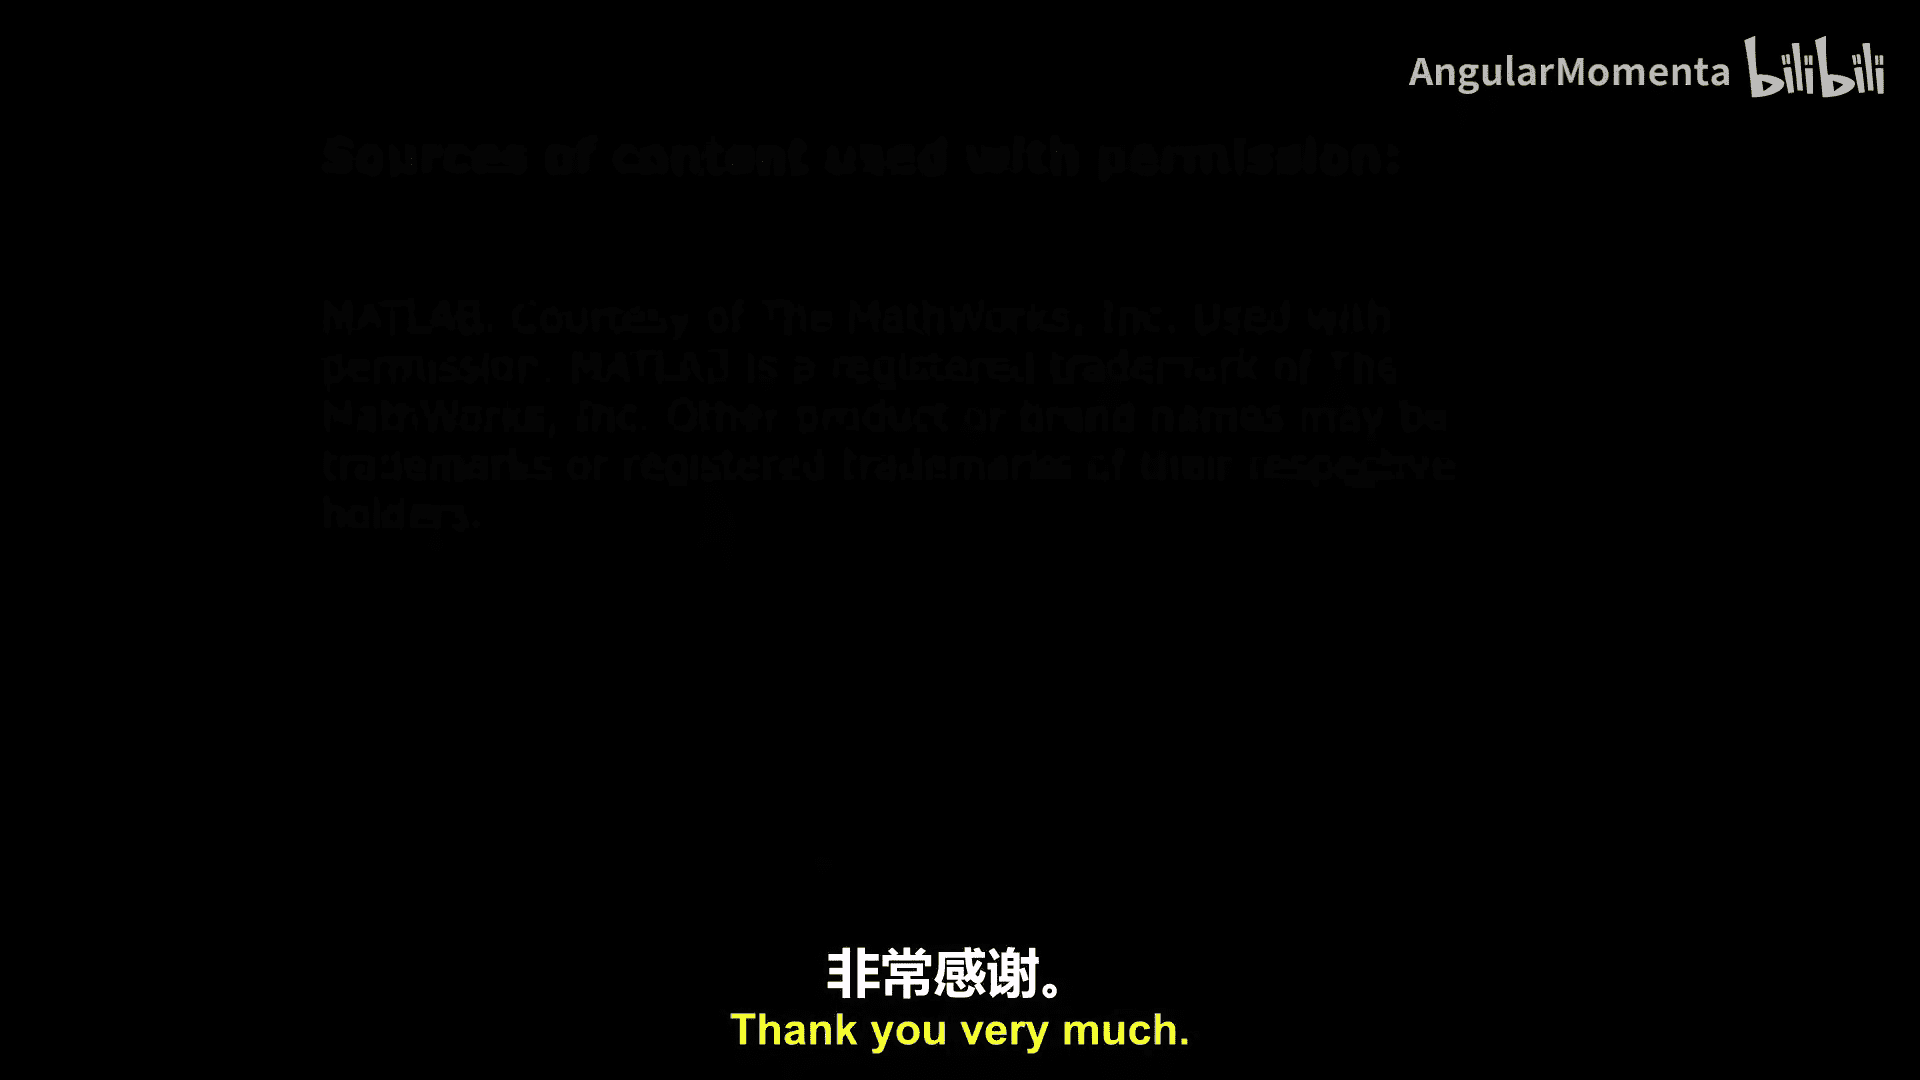 AngularMomenta bilibili
Sources of content used with permission:
MATLAB. Courtesy of The MathWorks, Inc. Used with
permission. MATLAB is a registered trademark of The
MathWorks, Inc. Other product or brand names may be
trademarks or registered trademarks of their respective
holders.
非常感谢。
Thank you very much.